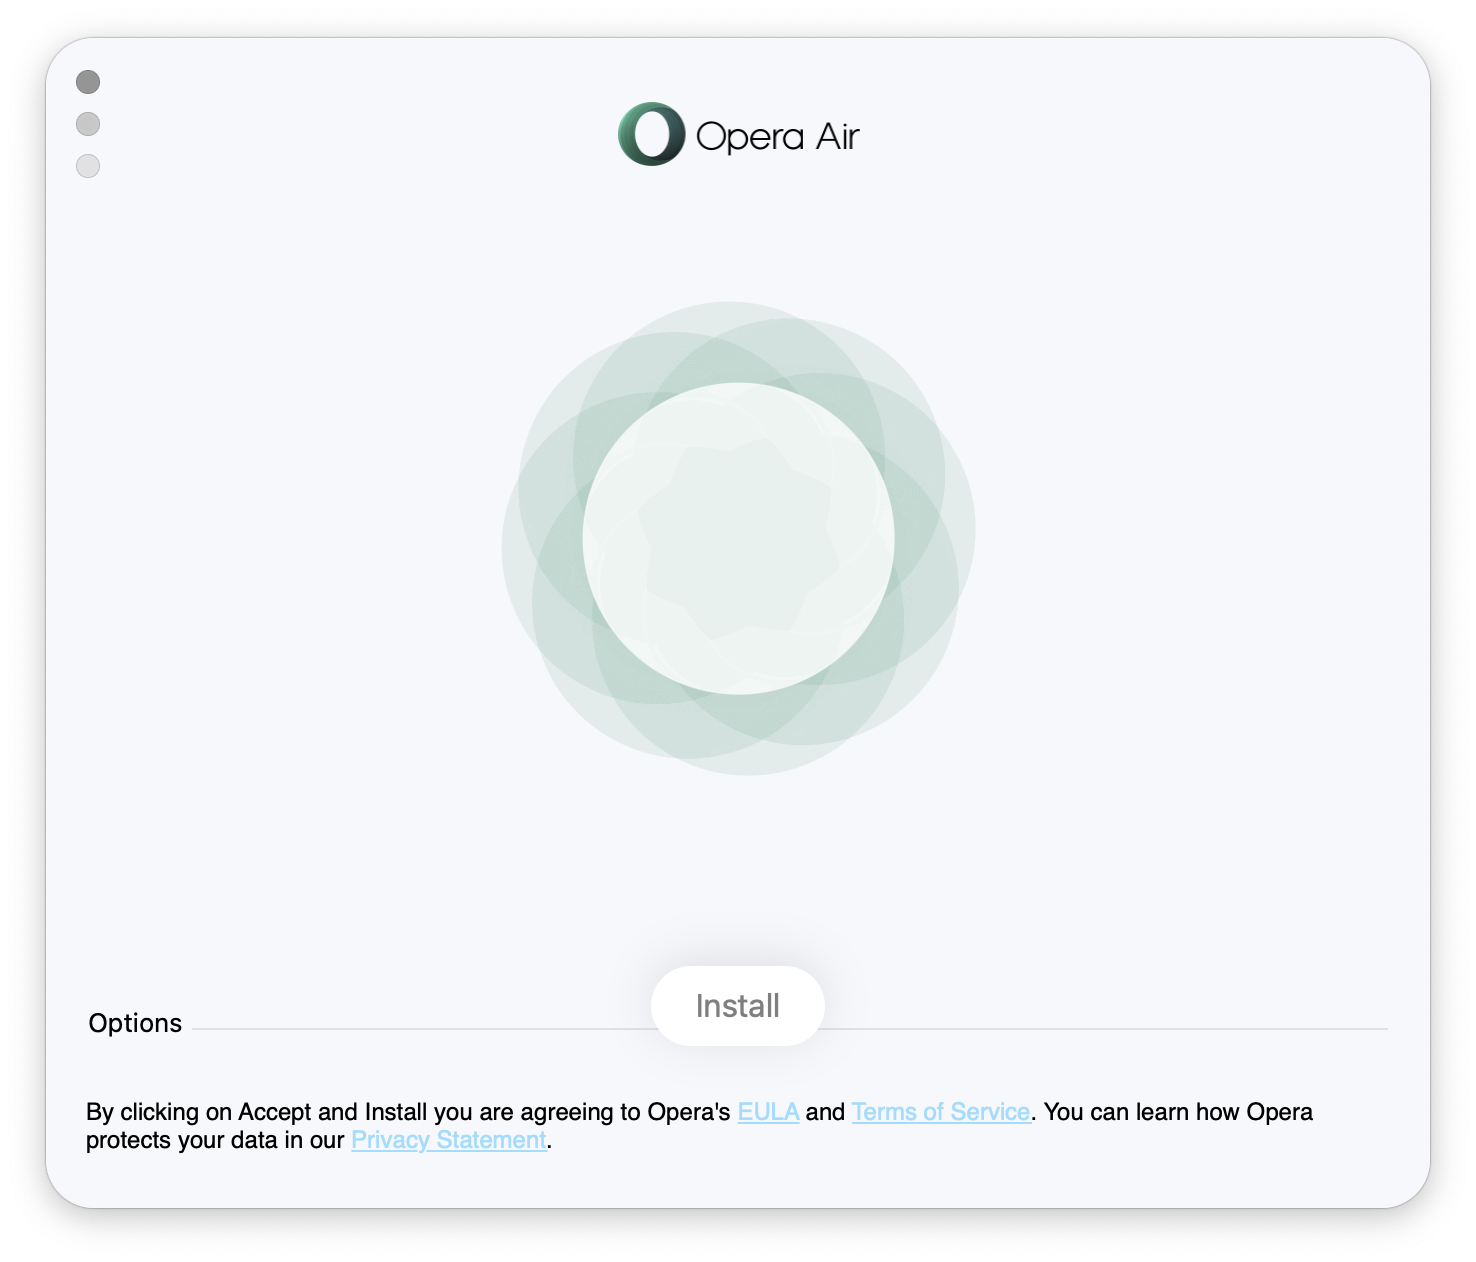 Opera Air
Install
Options
By clicking on Accept and Install you are agreeing to Opera's EULA and Terms of Service. You can learn how Opera
protects your data in our Privacy Statement.